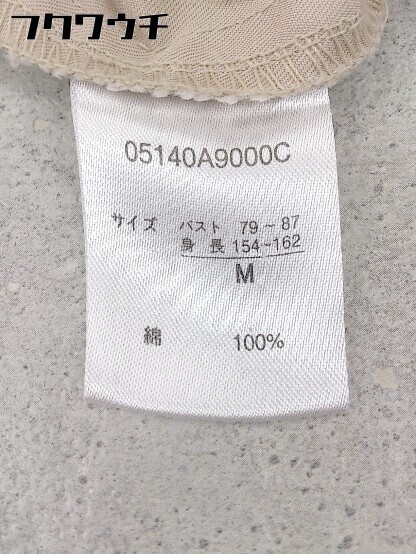 フクワウチ
05140A9000C
サイズ バスト 79～87
身長 154~162
M
綿 100%